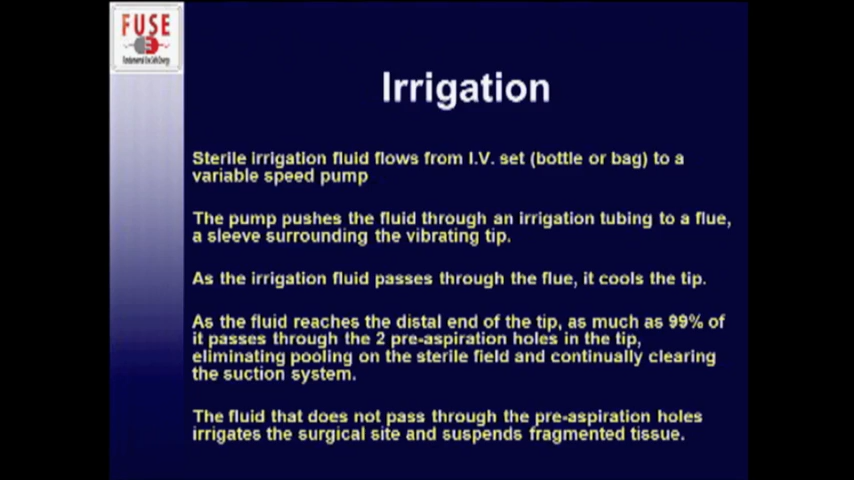 FUSE
Fundamental Use Safe Energy
Irrigation
Sterile irrigation fluid flows from I.V. set (bottle or bag) to a
variable speed pump
The pump pushes the fluid through an irrigation tubing to a flue,
a sleeve surrounding the vibrating tip.
As the irrigation fluid passes through the flue, it cools the tip.
As the fluid reaches the distal end of the tip, as much as 99% of
it passes through the 2 pre-aspiration holes in the tip,
eliminating pooling on the sterile field and continually clearing
the suction system.
The fluid that does not pass through the pre-aspiration holes
irrigates the surgical site and suspends fragmented tissue.